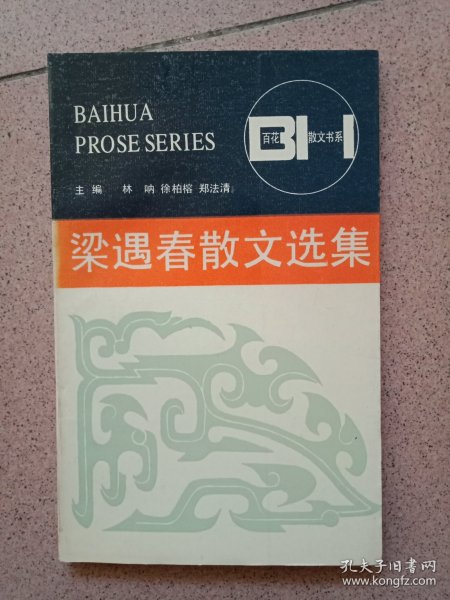 BAIHUA
PROSE SERIES
BH
百花
散文书系
主编 林呐 徐柏榕 郑法清
梁遇春散文选集
孔夫子旧书网
www.kongfz.com